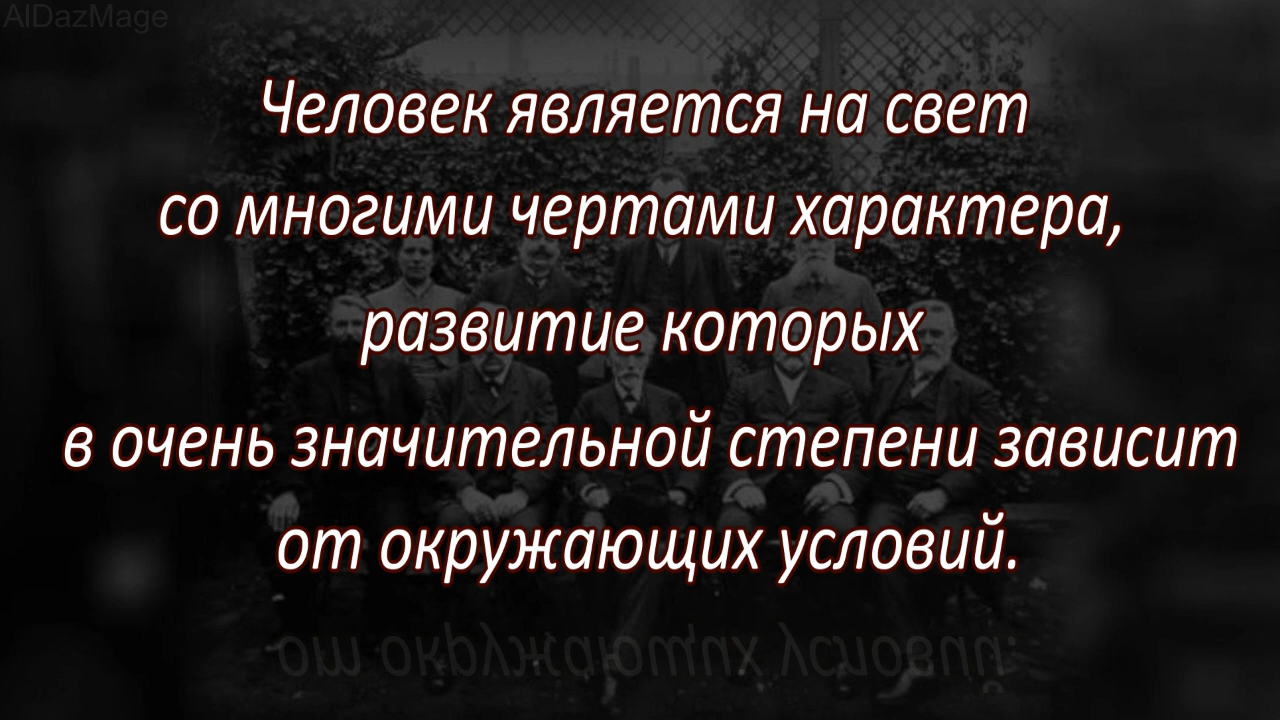 AlDazMage
Человек является на свет
со многими чертами характера,
развитие которых
в очень значительной степени зависит
от окружающих условий.